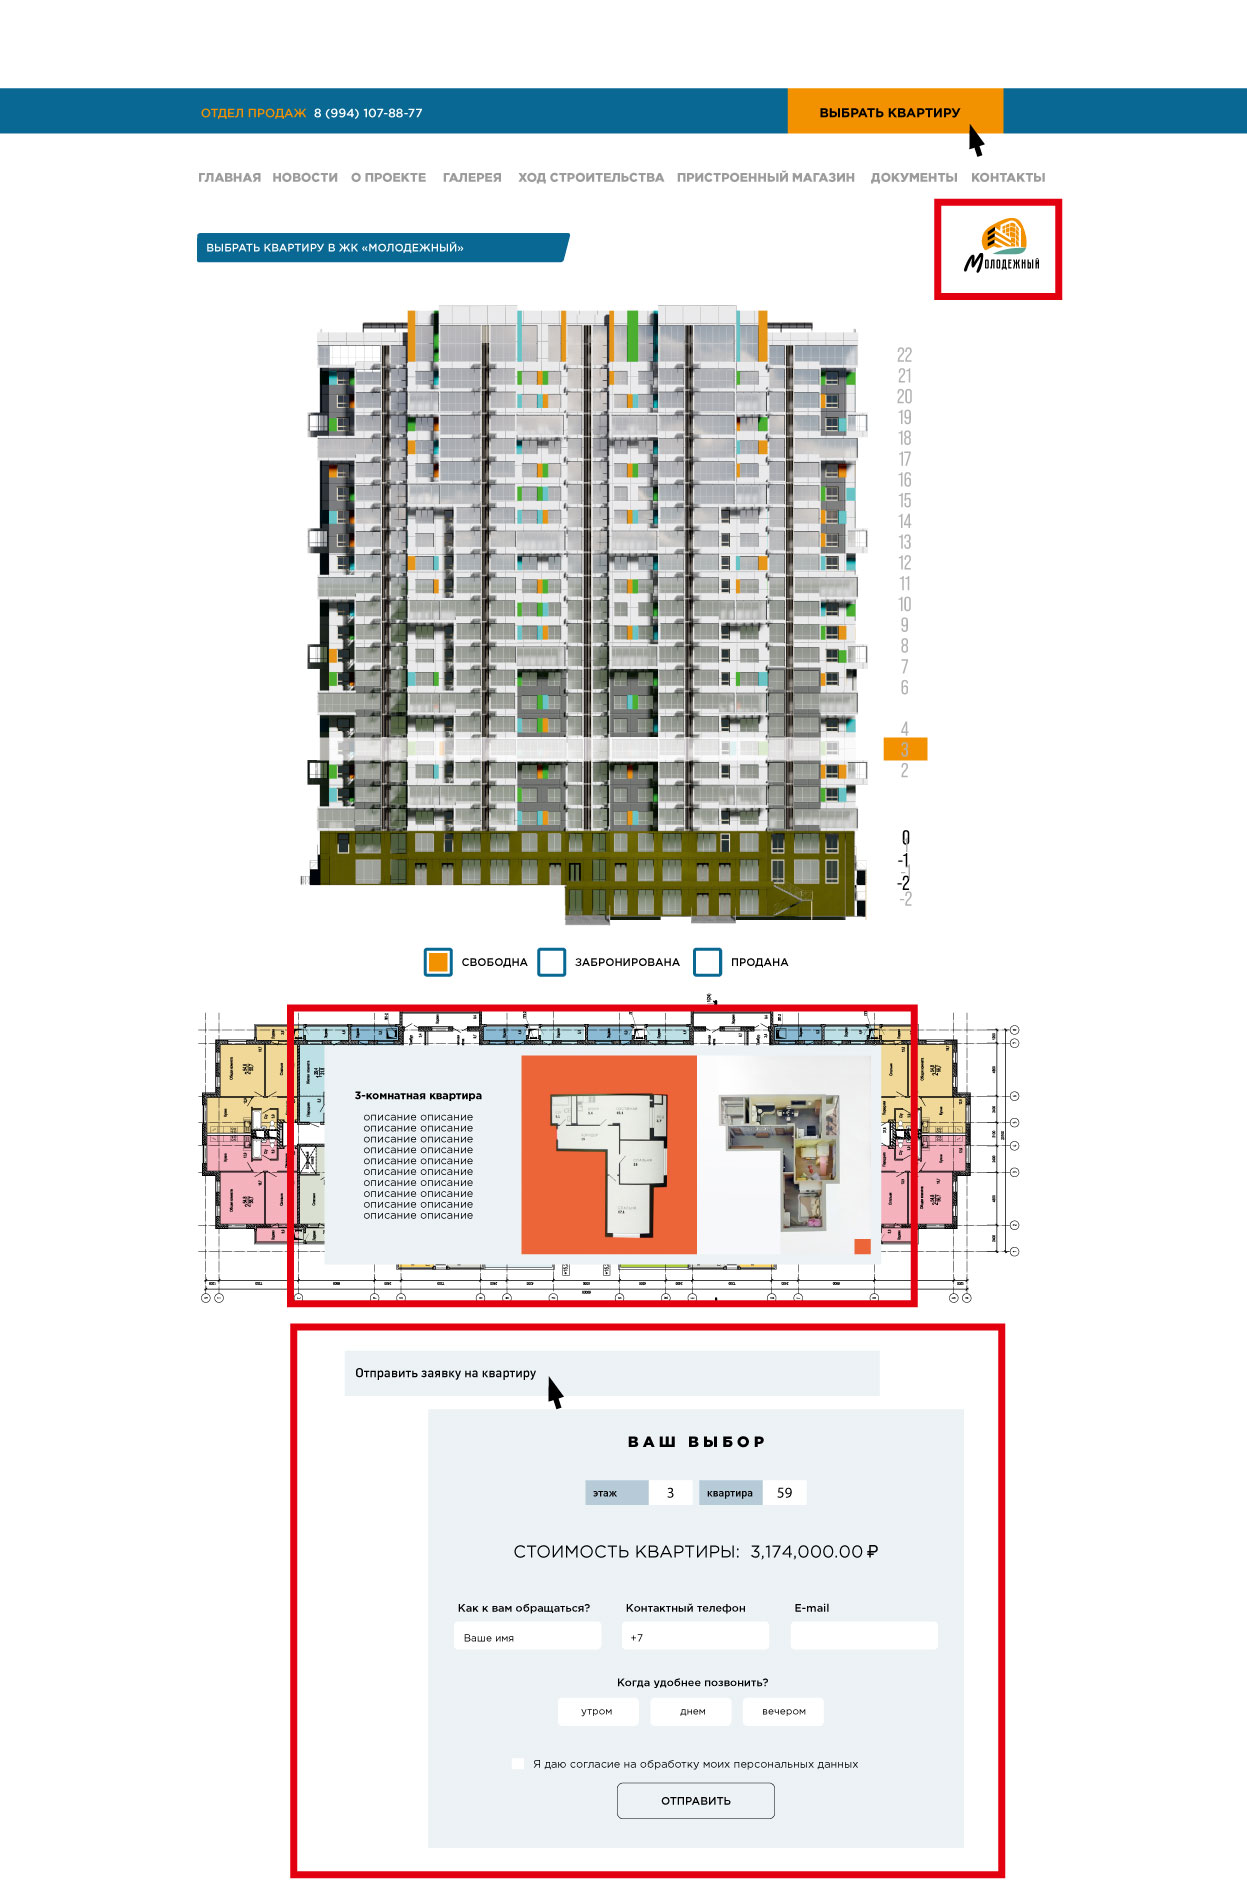 ОТДЕЛ ПРОДАЖ 8 (994) 107-88-77
ВЫБРАТЬ КВАРТИРУ
ГЛАВНАЯ НОВОСТИ О ПРОЕКТЕ ГАЛЕРЕЯ ХОД СТРОИТЕЛЬСТВА ПРИСТРОЕННЫЙ МАГАЗИН ДОКУМЕНТЫ КОНТАКТЫ
ВЫБРАТЬ КВАРТИРУ В ЖК «МОЛОДЕЖНЫЙ»
МОЛОДЕЖНЫЙ
22
21
20
19
18
17
16
15
14
13
12
11
10
9
8
7
6
4
3
2
0
-1
-2
-2
СВОБОДНА ЗАБРОНИРОВАНА ПРОДАНА
3-комнатная квартира
описание описание
описание описание
описание описание
описание описание
описание описание
описание описание
описание описание
описание описание
описание описание
описание описание
Отправить заявку на квартиру
ВАШ ВЫБОР
этаж 3 квартира 59
СТОИМОСТЬ КВАРТИРЫ: 3,174,000.00 ₽
Как к вам обращаться? Контактный телефон E-mail
Ваше имя +7
Когда удобнее позвонить?
утром днем вечером
Я даю согласие на обработку моих персональных данных
ОТПРАВИТЬ